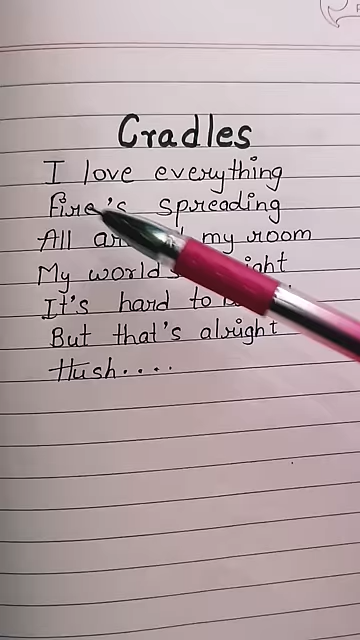 Cradles
I love everything
Fire's spreading
All my room
My world's
It's hard to
But that's alright
Hush....